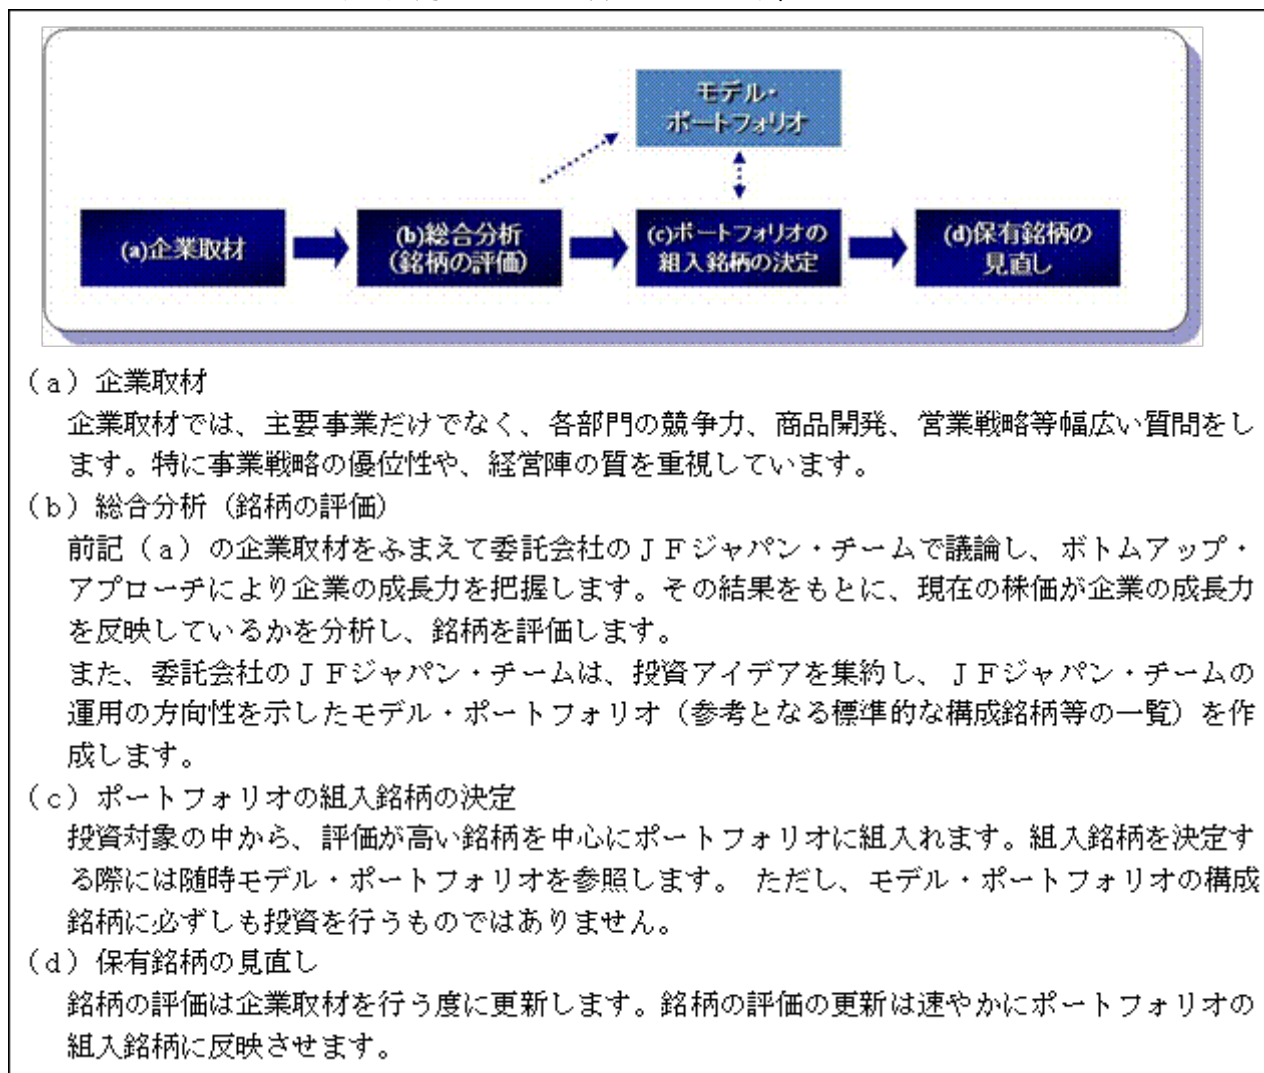 モデル・
ポートフォリオ
(a)企業取材
(b)総合分析
(銘柄の評価)
(c)ポートフォリオの
組入銘柄の決定
(d)保有銘柄の
見直し
（ａ）企業取材
企業取材では、主要事業だけでなく、各部門の競争力、商品開発、営業戦略等幅広い質問をし
ます。特に事業戦略の優位性や、経営陣の質を重視しています。
（ｂ）総合分析（銘柄の評価）
前記（ａ）の企業取材をふまえて委託会社のＪＦジャパン・チームで議論し、ボトムアップ・
アプローチにより企業の成長力を把握します。その結果をもとに、現在の株価が企業の成長力
を反映しているかを分析し、銘柄を評価します。
また、委託会社のＪＦジャパン・チームは、投資アイデアを集約し、ＪＦジャパン・チームの
運用の方向性を示したモデル・ポートフォリオ（参考となる標準的な構成銘柄等の一覧）を作
成します。
（ｃ）ポートフォリオの組入銘柄の決定
投資対象の中から、評価が高い銘柄を中心にポートフォリオに組入れます。組入銘柄を決定す
る際には随時モデル・ポートフォリオを参照します。 ただし、モデル・ポートフォリオの構成
銘柄に必ずしも投資を行うものではありません。
（ｄ）保有銘柄の見直し
銘柄の評価は企業取材を行う度に更新します。銘柄の評価の更新は速やかにポートフォリオの
組入銘柄に反映させます。